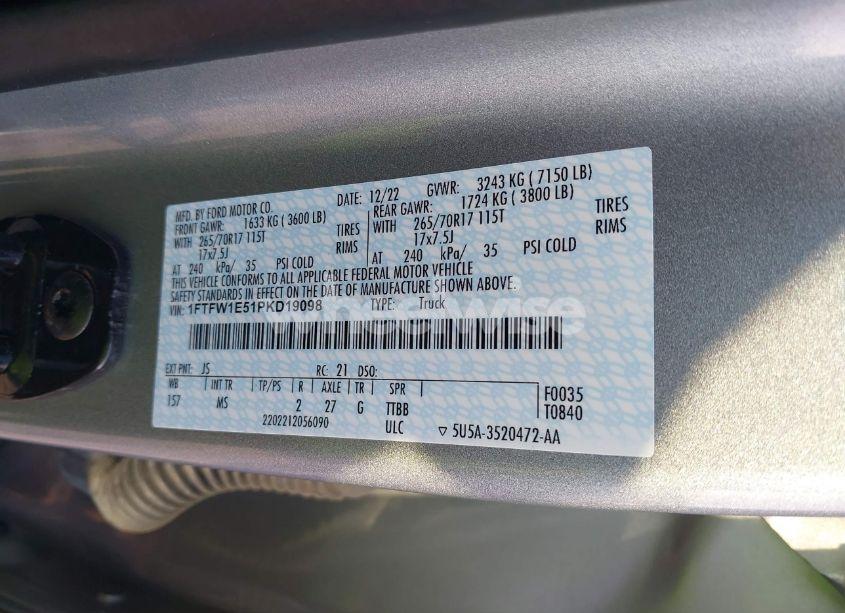 MFD. BY FORD MOTOR CO.
DATE: 12/22 GVWR: 3243 KG ( 7150 LB)
FRONT GAWR: 1633 KG ( 3600 LB) REAR GAWR: 1724 KG ( 3800 LB)
WITH 265/70R17 115T TIRES WITH 265/70R17 115T TIRES
17x7.5J RIMS 17x7.5J RIMS
AT 240 kPa/ 35 PSI COLD AT 240 kPa/ 35 PSI COLD
THIS VEHICLE CONFORMS TO ALL APPLICABLE FEDERAL MOTOR VEHICLE
SAFETY STANDARDS IN EFFECT ON THE DATE OF MANUFACTURE SHOWN ABOVE.
VIN: 1FTFW1E51PKD19098 TYPE: Truck
EXT PNT: JS RC: 21 DSO:
WB INT TR TP/PS R AXLE TR SPR
157 MS 2 27 G TTBB
ULC
F0035
T0840
2202212056090
▽ 5U5A-3520472-AA